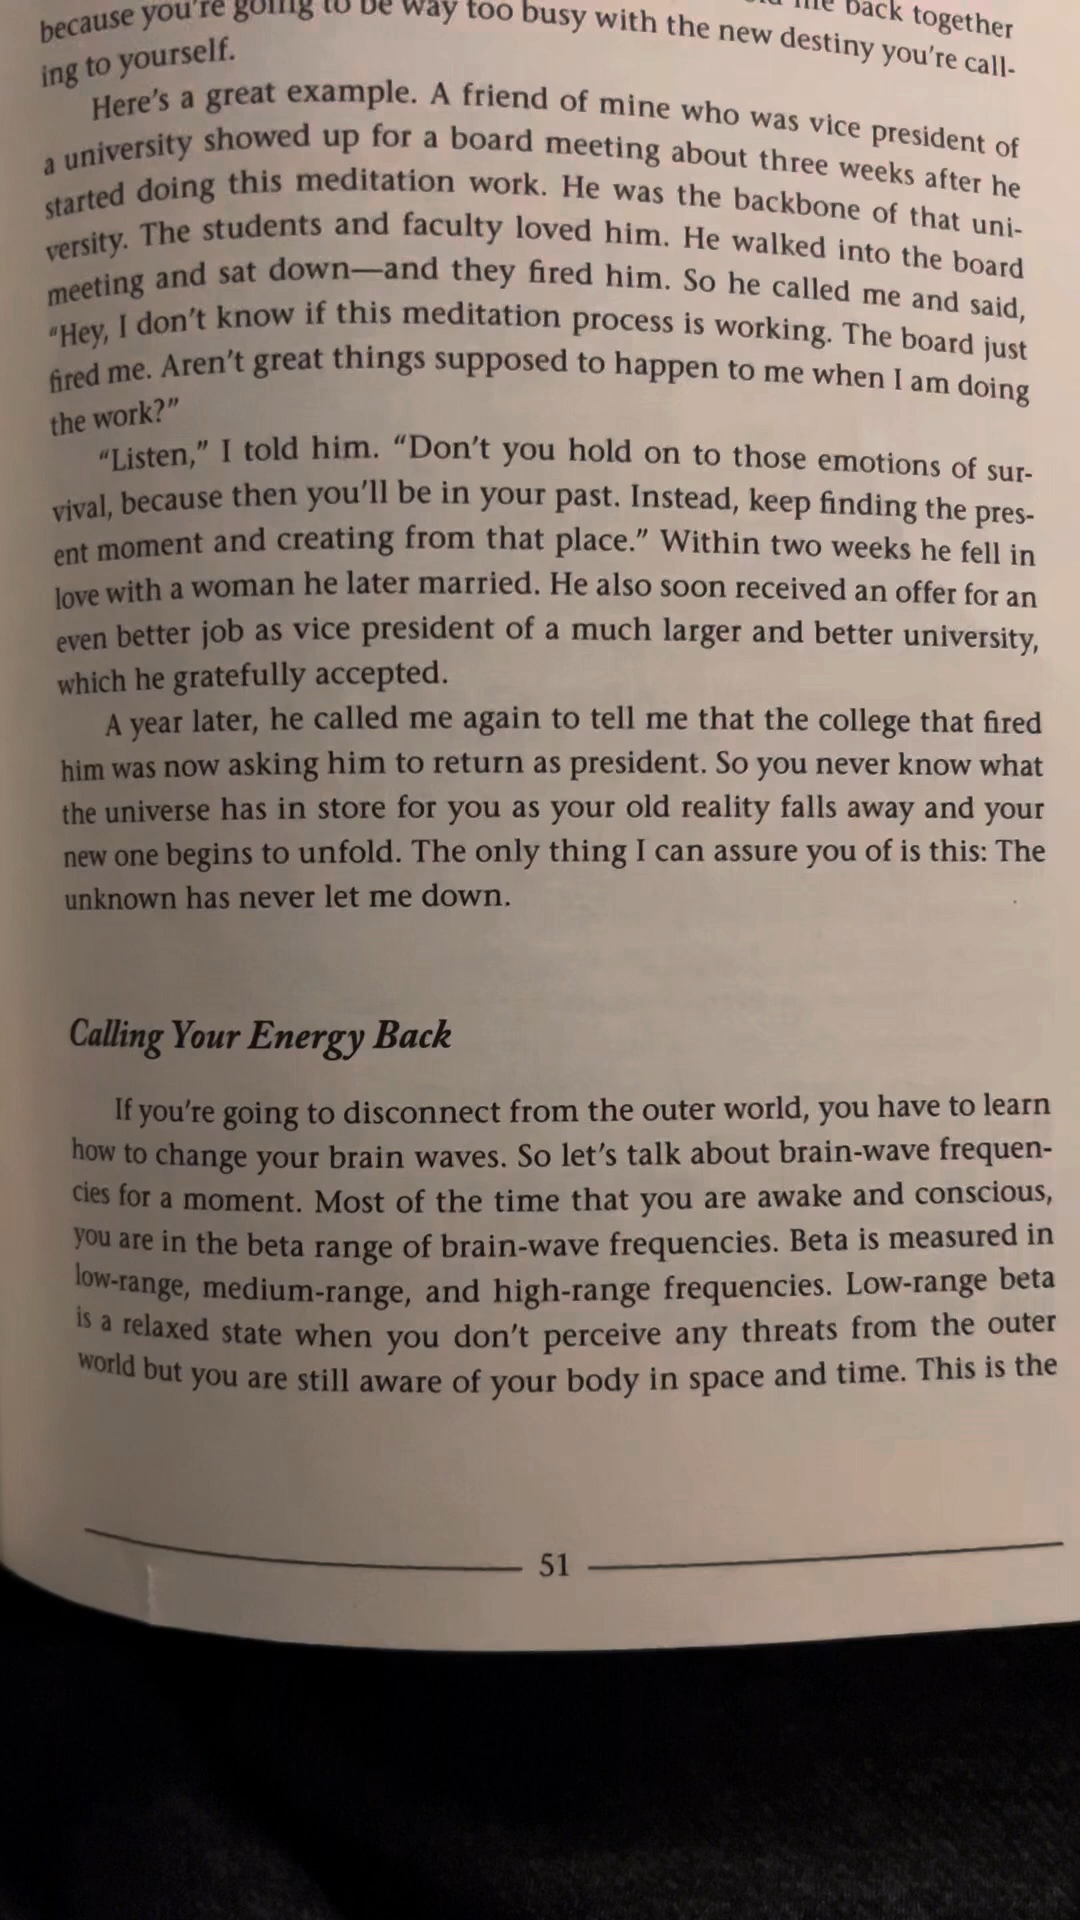 back together
because you're going to be way too busy with the new destiny you're call-
ing to yourself.
Here's a great example. A friend of mine who was vice president of
a university showed up for a board meeting about three weeks after he
started doing this meditation work. He was the backbone of that uni-
versity. The students and faculty loved him. He walked into the board
meeting and sat down—and they fired him. So he called me and said,
“Hey, I don't know if this meditation process is working. The board just
fired me. Aren't great things supposed to happen to me when I am doing
the work?”
“Listen,” I told him. “Don't you hold on to those emotions of sur-
vival, because then you'll be in your past. Instead, keep finding the pres-
ent moment and creating from that place.” Within two weeks he fell in
love with a woman he later married. He also soon received an offer for an
even better job as vice president of a much larger and better university,
which he gratefully accepted.
A year later, he called me again to tell me that the college that fired
him was now asking him to return as president. So you never know what
the universe has in store for you as your old reality falls away and your
new one begins to unfold. The only thing I can assure you of is this: The
unknown has never let me down.
Calling Your Energy Back
If you're going to disconnect from the outer world, you have to learn
how to change your brain waves. So let's talk about brain-wave frequen-
cies for a moment. Most of the time that you are awake and conscious,
you are in the beta range of brain-wave frequencies. Beta is measured in
low-range, medium-range, and high-range frequencies. Low-range beta
is a relaxed state when you don't perceive any threats from the outer
world but you are still aware of your body in space and time. This is the
51